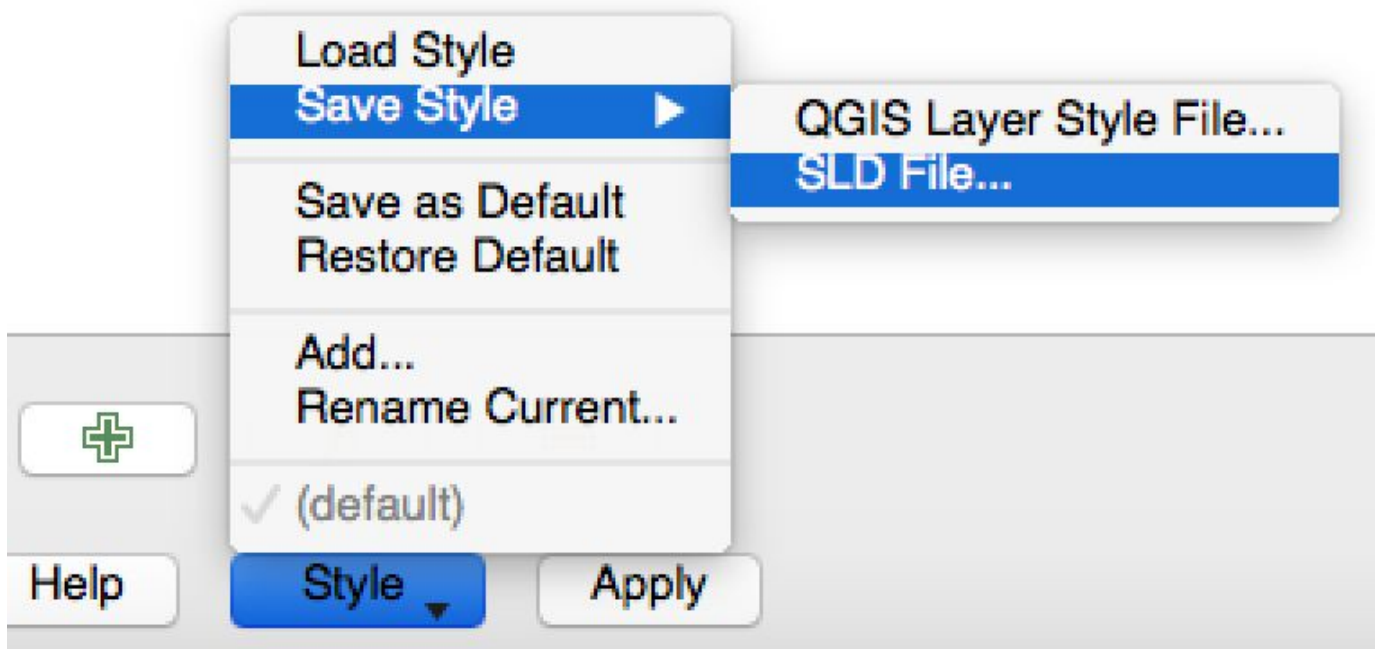 Load Style
Save Style
QGIS Layer Style File...
SLD File...
Save as Default
Restore Default
Add...
Rename Current...
(default)
Help
Style
Apply